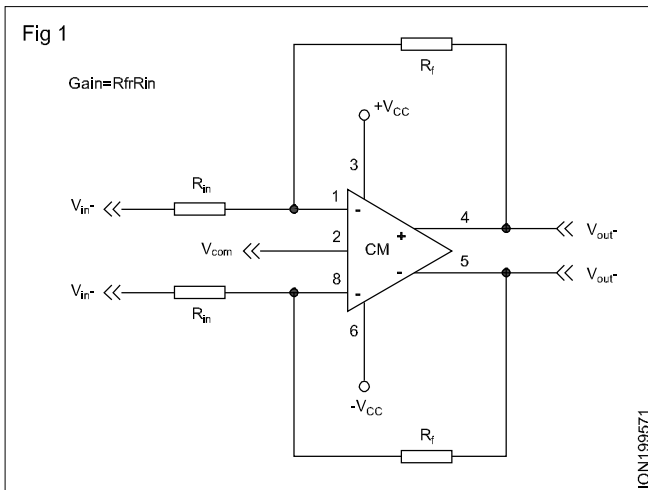 Fig 1
Rf
Gain=RfrRin
+VCC
3
Rin
Vin-
1
-
4
Vout-
+
2
Vcom
CM
5
Vout-
-
8
Vin-
-
Rin
6
-VCC
Rf
ION199571